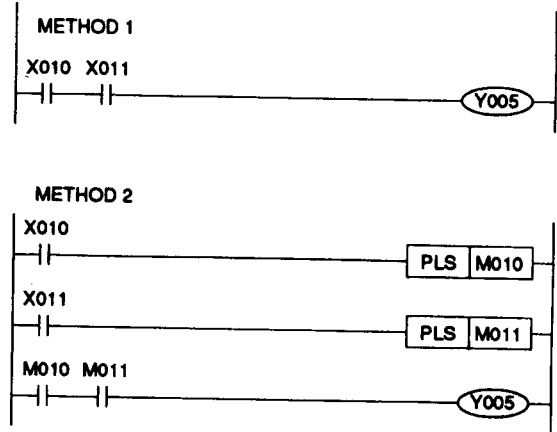 METHOD 1
X010 X011
Y005
METHOD 2
X010
PLS M010
X011
PLS M011
M010 M011
Y005